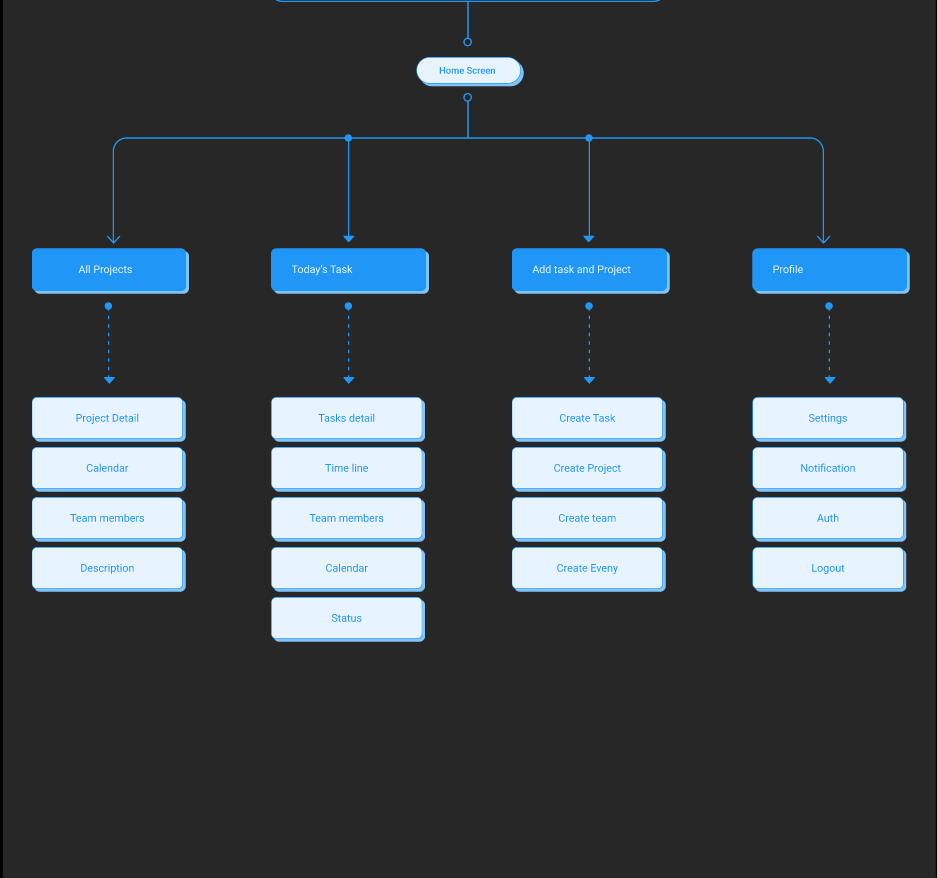 Home Screen
All Projects
Today's Task
Add task and Project
Profile
Project Detail
Calendar
Team members
Description
Tasks detail
Time line
Team members
Calendar
Status
Create Task
Create Project
Create team
Create Eveny
Settings
Notification
Auth
Logout